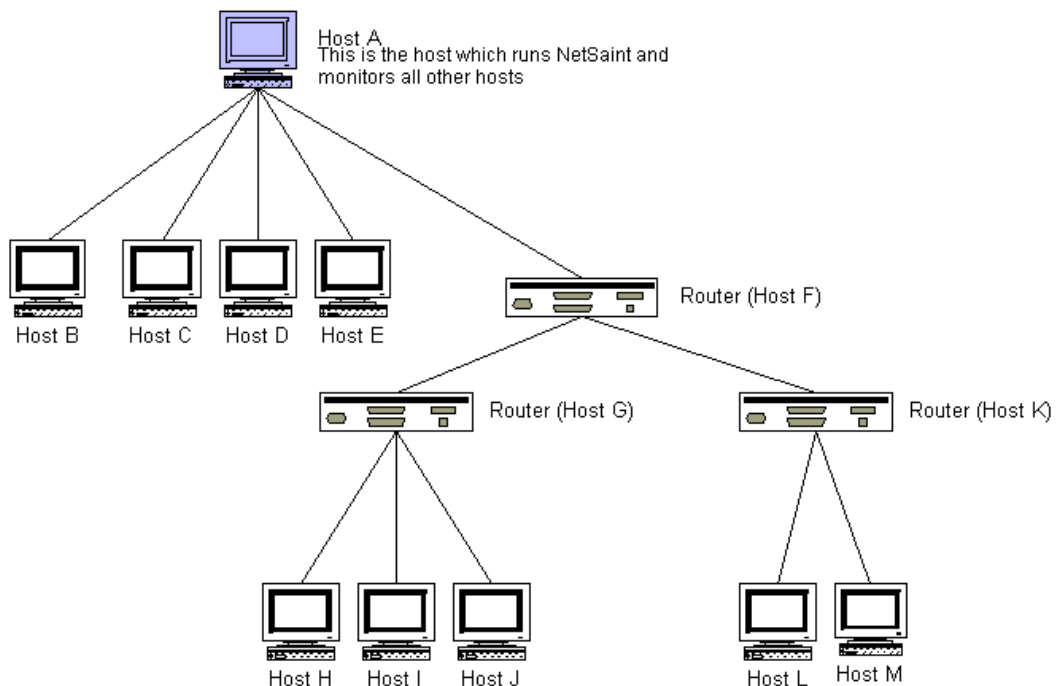 Host A
This is the host which runs NetSaint and
monitors all other hosts
Host B
Host C
Host D
Host E
Router (Host F)
Router (Host G)
Router (Host K)
Host H
Host I
Host J
Host L
Host M